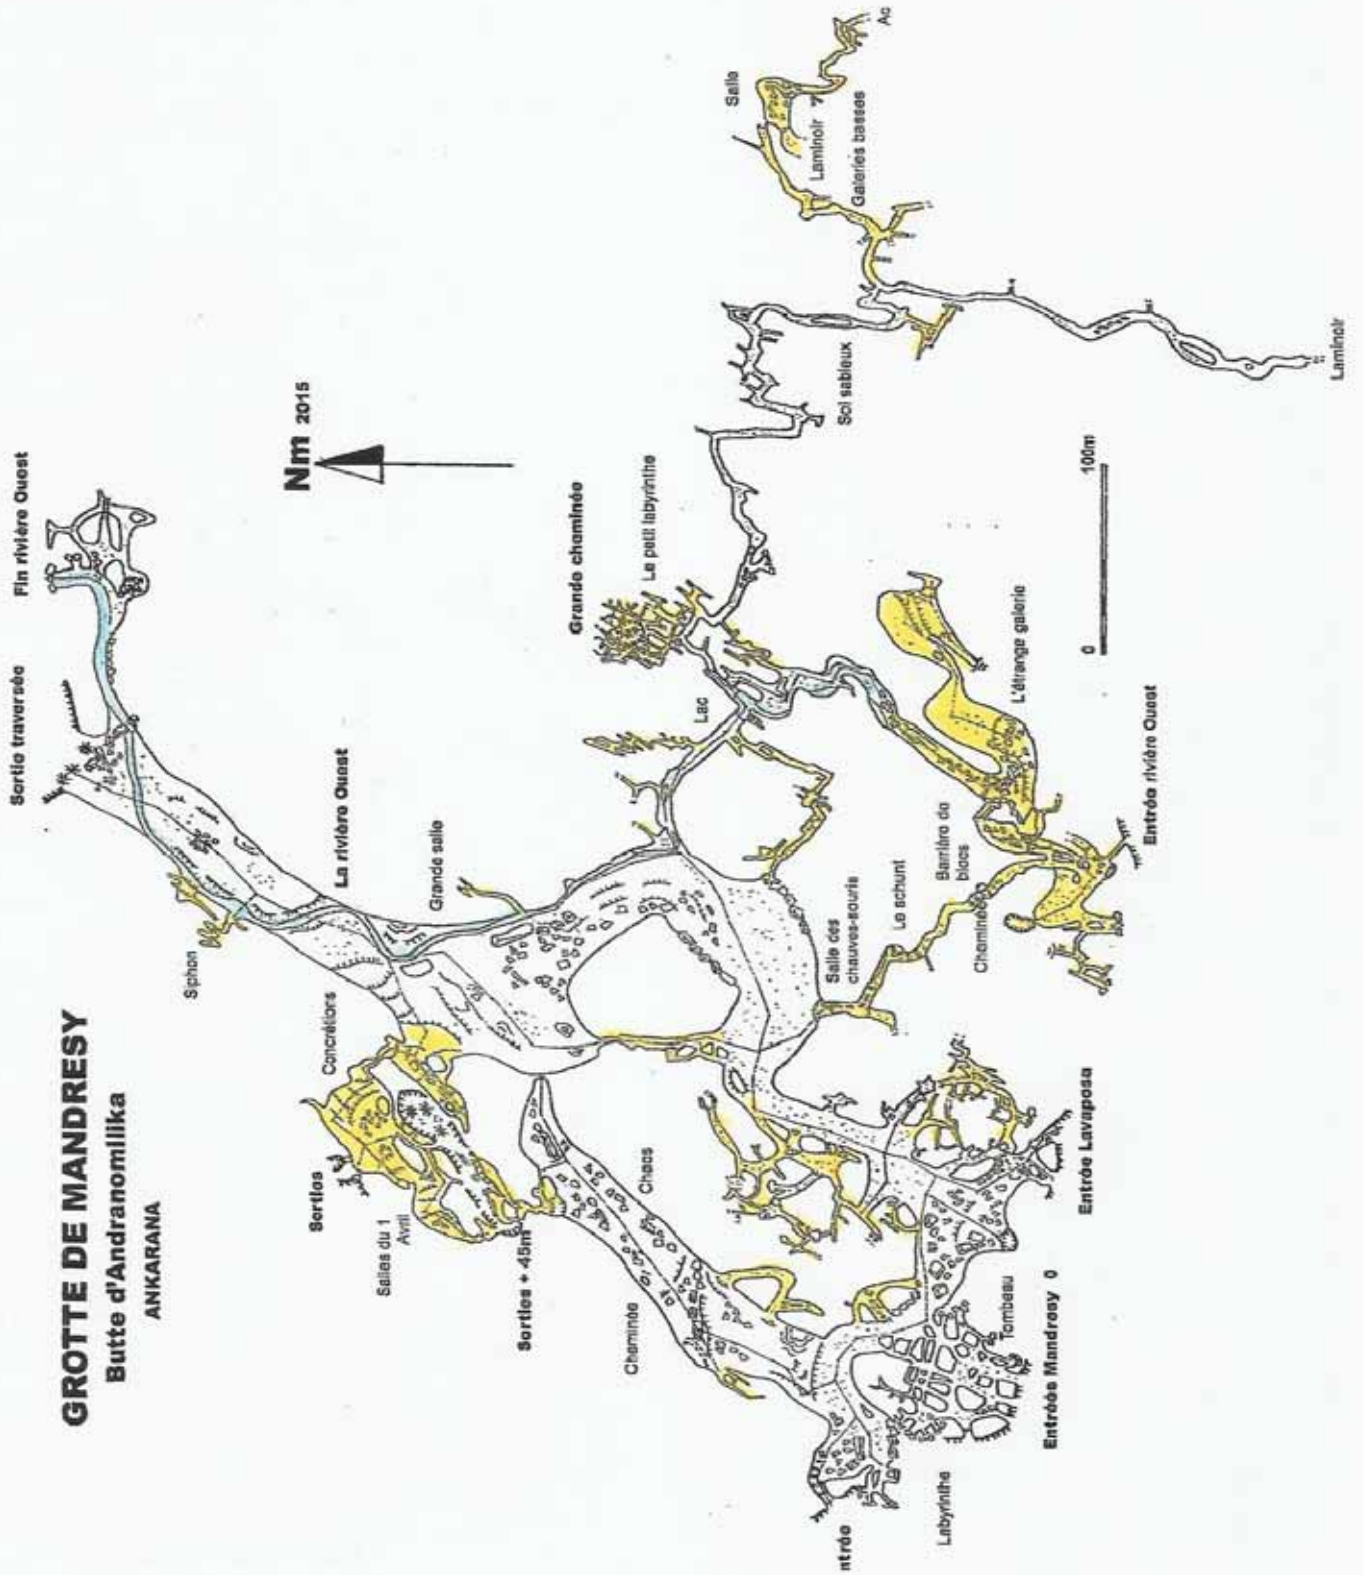 GROTTE DE MANDRESY
Butte d'Andranomilika
ANKARANA
Nm 2015
Fin rivière Ouest
Sortie traversée
La rivière Ouest
Grande salle
Siphon
Concrétions
Sorties
Salles du 1
Avril
Sorties + 45m
Chaos
Cheminée
Grande cheminée
Le petit labyrinthe
Lac
Sol sableux
Salle
Laminoir
Galeries basses
Ac
Laminoir
0
100m
L'étrange galerie
Entrée rivière Ouest
Barrière de
blocs
Cheminée
Le schunt
Salle des
chauves-souris
Entrée Lavaposa
Tombeau
Entrées Mandresy 0
Labyrinthe
ntrée